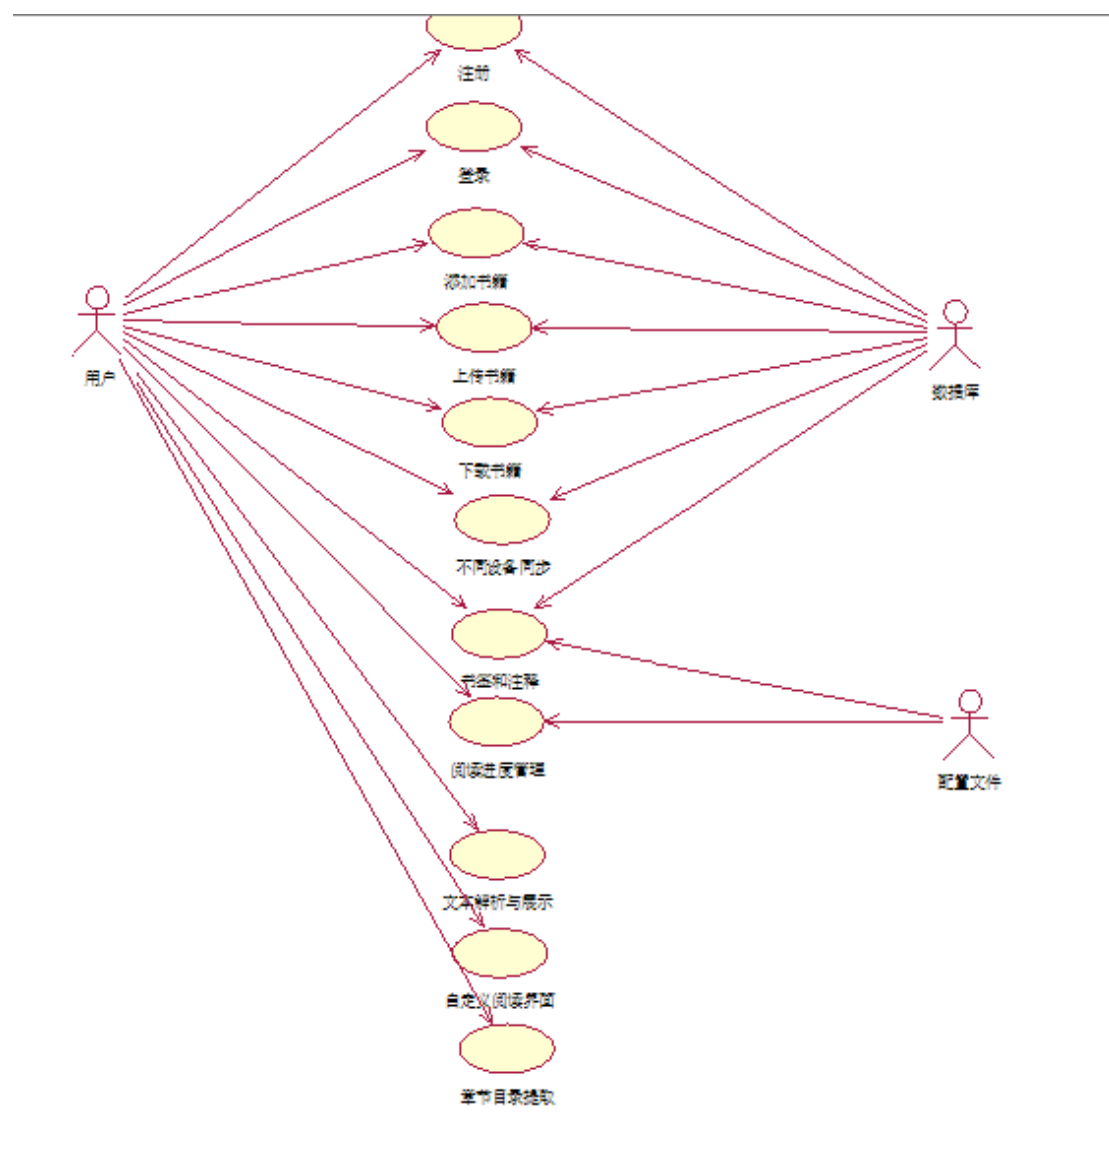 注册
登录
添加书籍
上传书籍
用户
数据库
下载书籍
不同设备同步
书签和注释
阅读进度管理
配置文件
文本解析与展示
自定义阅读界面
章节目录提取